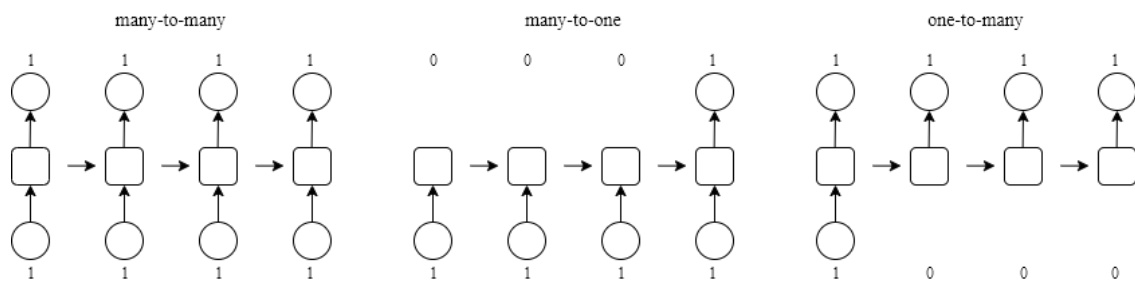 many-to-many many-to-one one-to-many
1 1 1 1 0 0 0 1 1 1 1 1
1 1 1 1 1 1 1 1 1 0 0 0